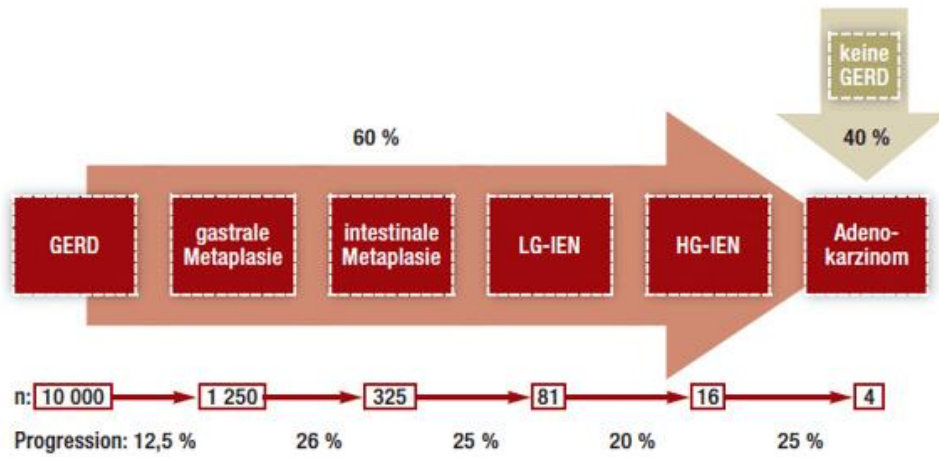 keine
GERD
60 %
40 %
GERD
gastrale
Metaplasie
intestinale
Metaplasie
LG-IEN
HG-IEN
Adeno-
karzinom
n: 10 000 1 250 325 81 16 4
Progression: 12,5 % 26 % 25 % 20 % 25 %